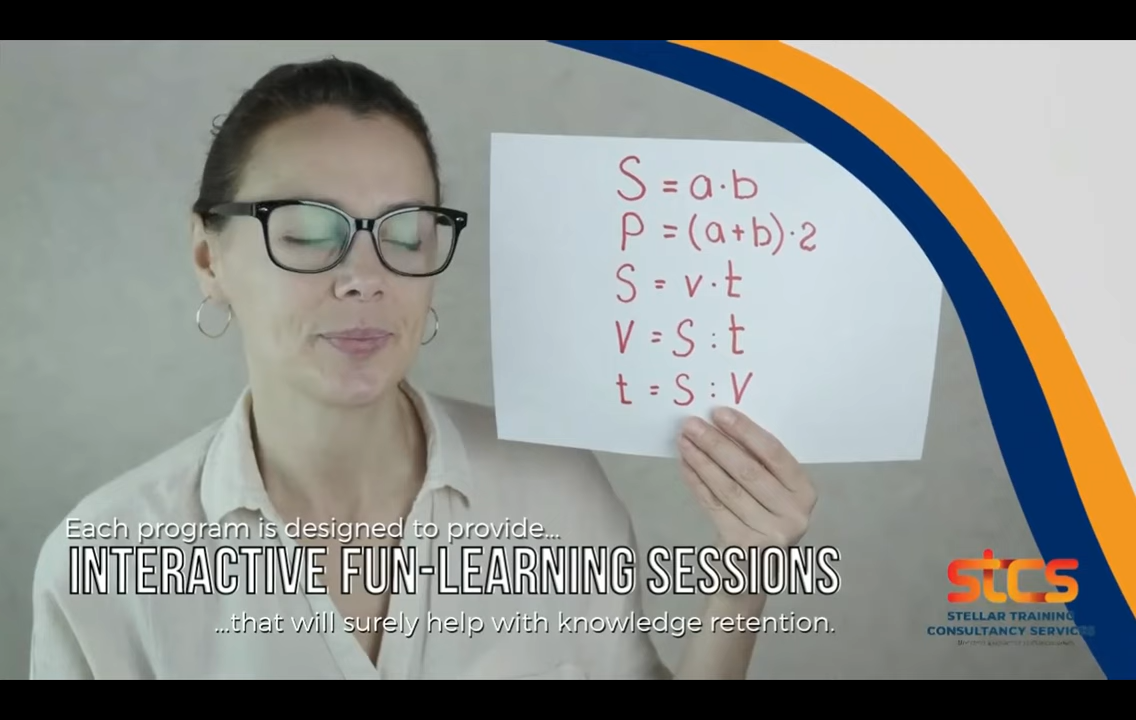 S = a · b
P = (a + b) · 2
S = v · t
V = S : t
t = S : V
Each program is designed to provide...
INTERACTIVE FUN-LEARNING SESSIONS
...that will surely help with knowledge retention.
stcs
STELLAR TRAINING
CONSULTANCY SERVICES